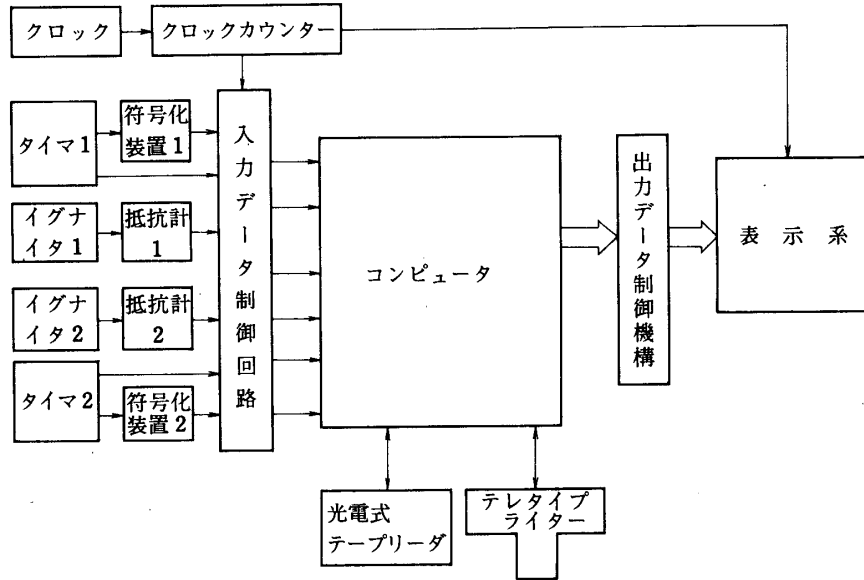 クロック
クロックカウンター
タイマ1
符号化
装置1
イグナ
イタ1
抵抗計
1
イグナ
イタ2
抵抗計
2
タイマ2
符号化
装置2
入力データ制御回路
コンピュータ
出力データ制御機構
表示系
光電式
テープリーダ
テレタイプ
ライター